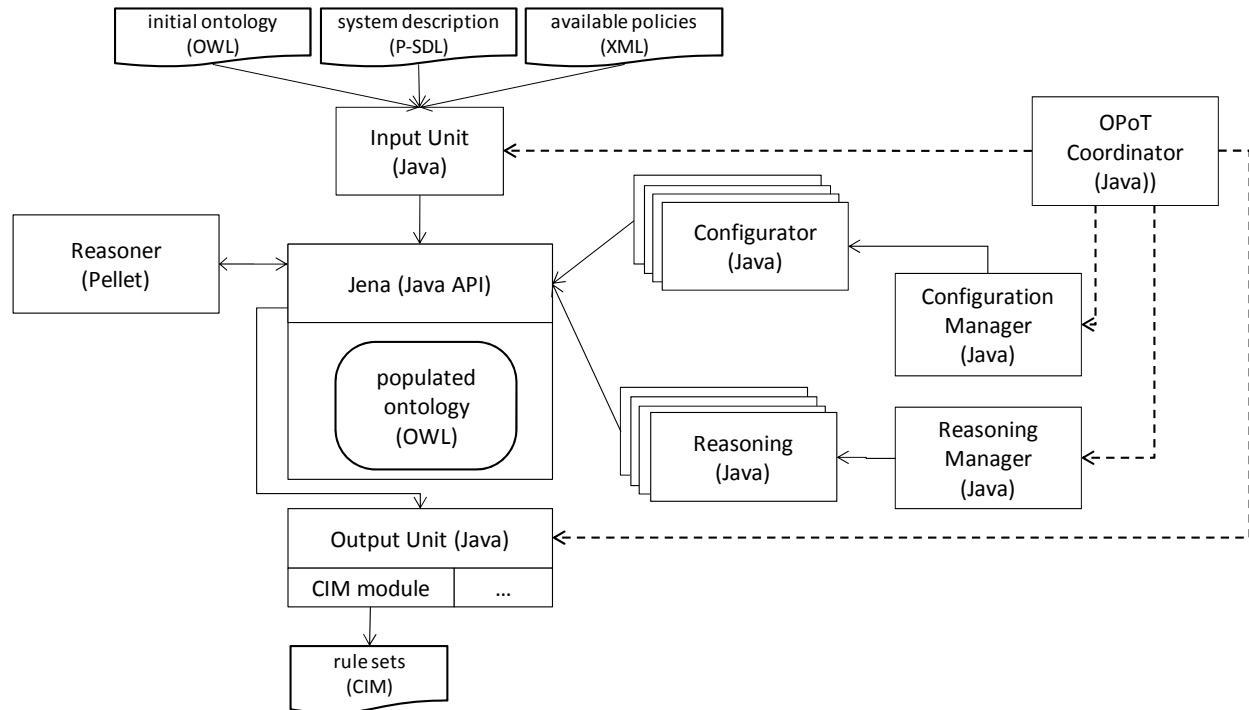 initial ontology
(OWL)
system description
(P-SDL)
available policies
(XML)
Input Unit
(Java)
OPoT
Coordinator
(Java))
Reasoner
(Pellet)
Jena (Java API)
Configurator
(Java)
Configuration
Manager
(Java)
populated
ontology
(OWL)
Reasoning
(Java)
Reasoning
Manager
(Java)
Output Unit (Java)
CIM module
...
rule sets
(CIM)